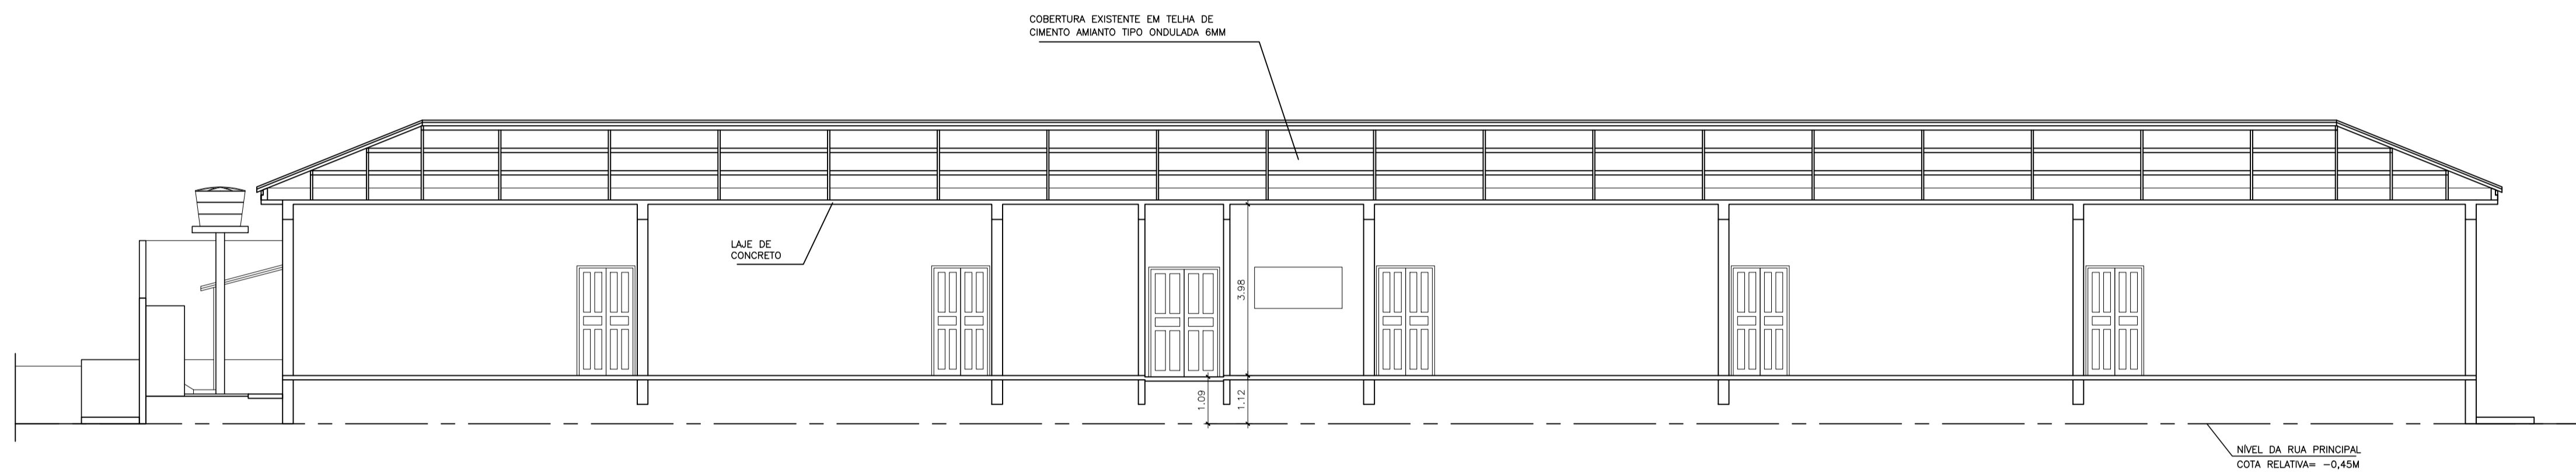 COBERTURA EXISTENTE EM TELHA DE
CIMENTO AMIANTO TIPO ONDULADA 6MM
LAJE DE
CONCRETO
3.98
1.09
1.12
NÍVEL DA RUA PRINCIPAL
COTA RELATIVA= -0,45M